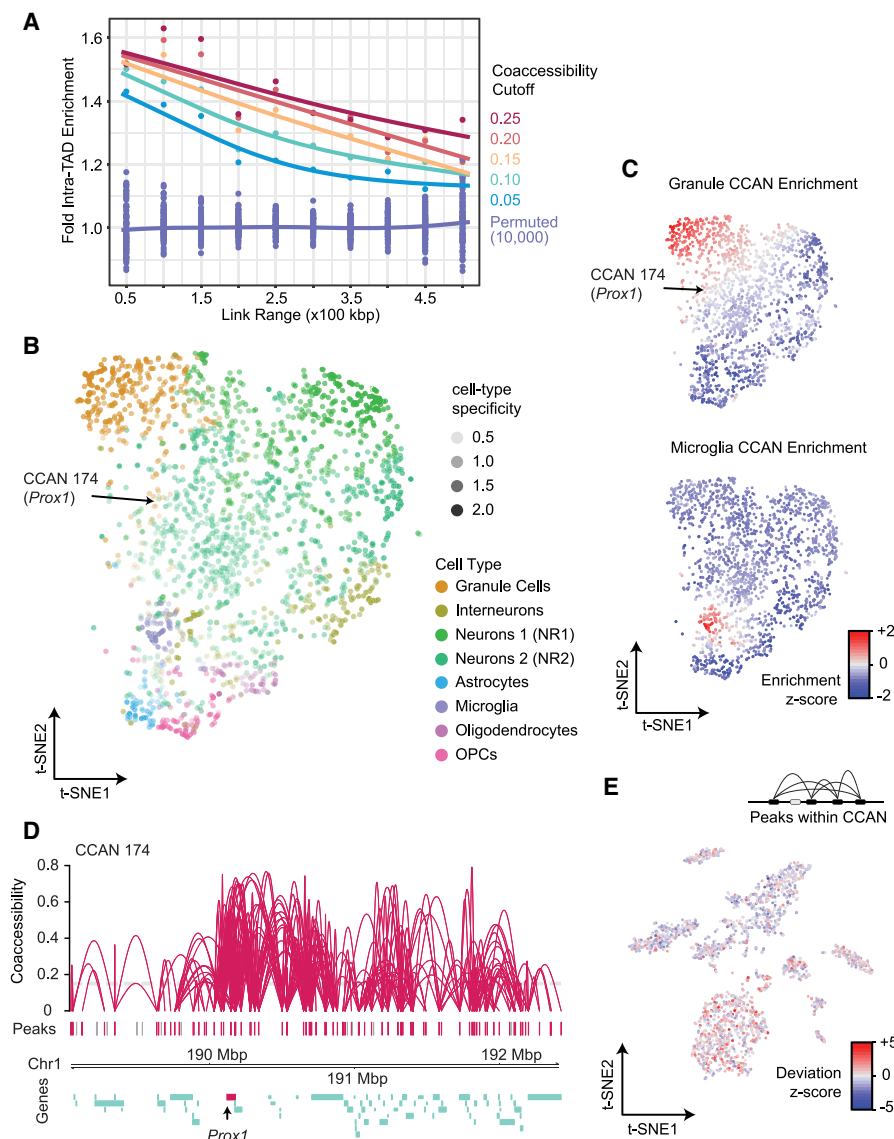 A
Fold Intra-TAD Enrichment
1.6
1.4
1.2
1.0
0.5
1.5
2.5
3.5
4.5
Link Range (x100 kbp)
Coaccessibility
Cutoff
0.25
0.20
0.15
0.10
0.05
Permuted
(10,000)
B
CCAN 174
(Prox1)
cell-type
specificity
0.5
1.0
1.5
2.0
Cell Type
Granule Cells
Interneurons
Neurons 1 (NR1)
Neurons 2 (NR2)
Astrocytes
Microglia
Oligodendrocytes
OPCs
t-SNE2
t-SNE1
C
Granule CCAN Enrichment
CCAN 174
(Prox1)
Microglia CCAN Enrichment
+2
0
-2
Enrichment
z-score
t-SNE2
t-SNE1
D
CCAN 174
Coaccessibility
0.8
0.6
0.4
0.2
0
Peaks
Chr1
190 Mbp
192 Mbp
191 Mbp
Genes
Prox1
E
Peaks within CCAN
+5
0
-5
Deviation
z-score
t-SNE2
t-SNE1